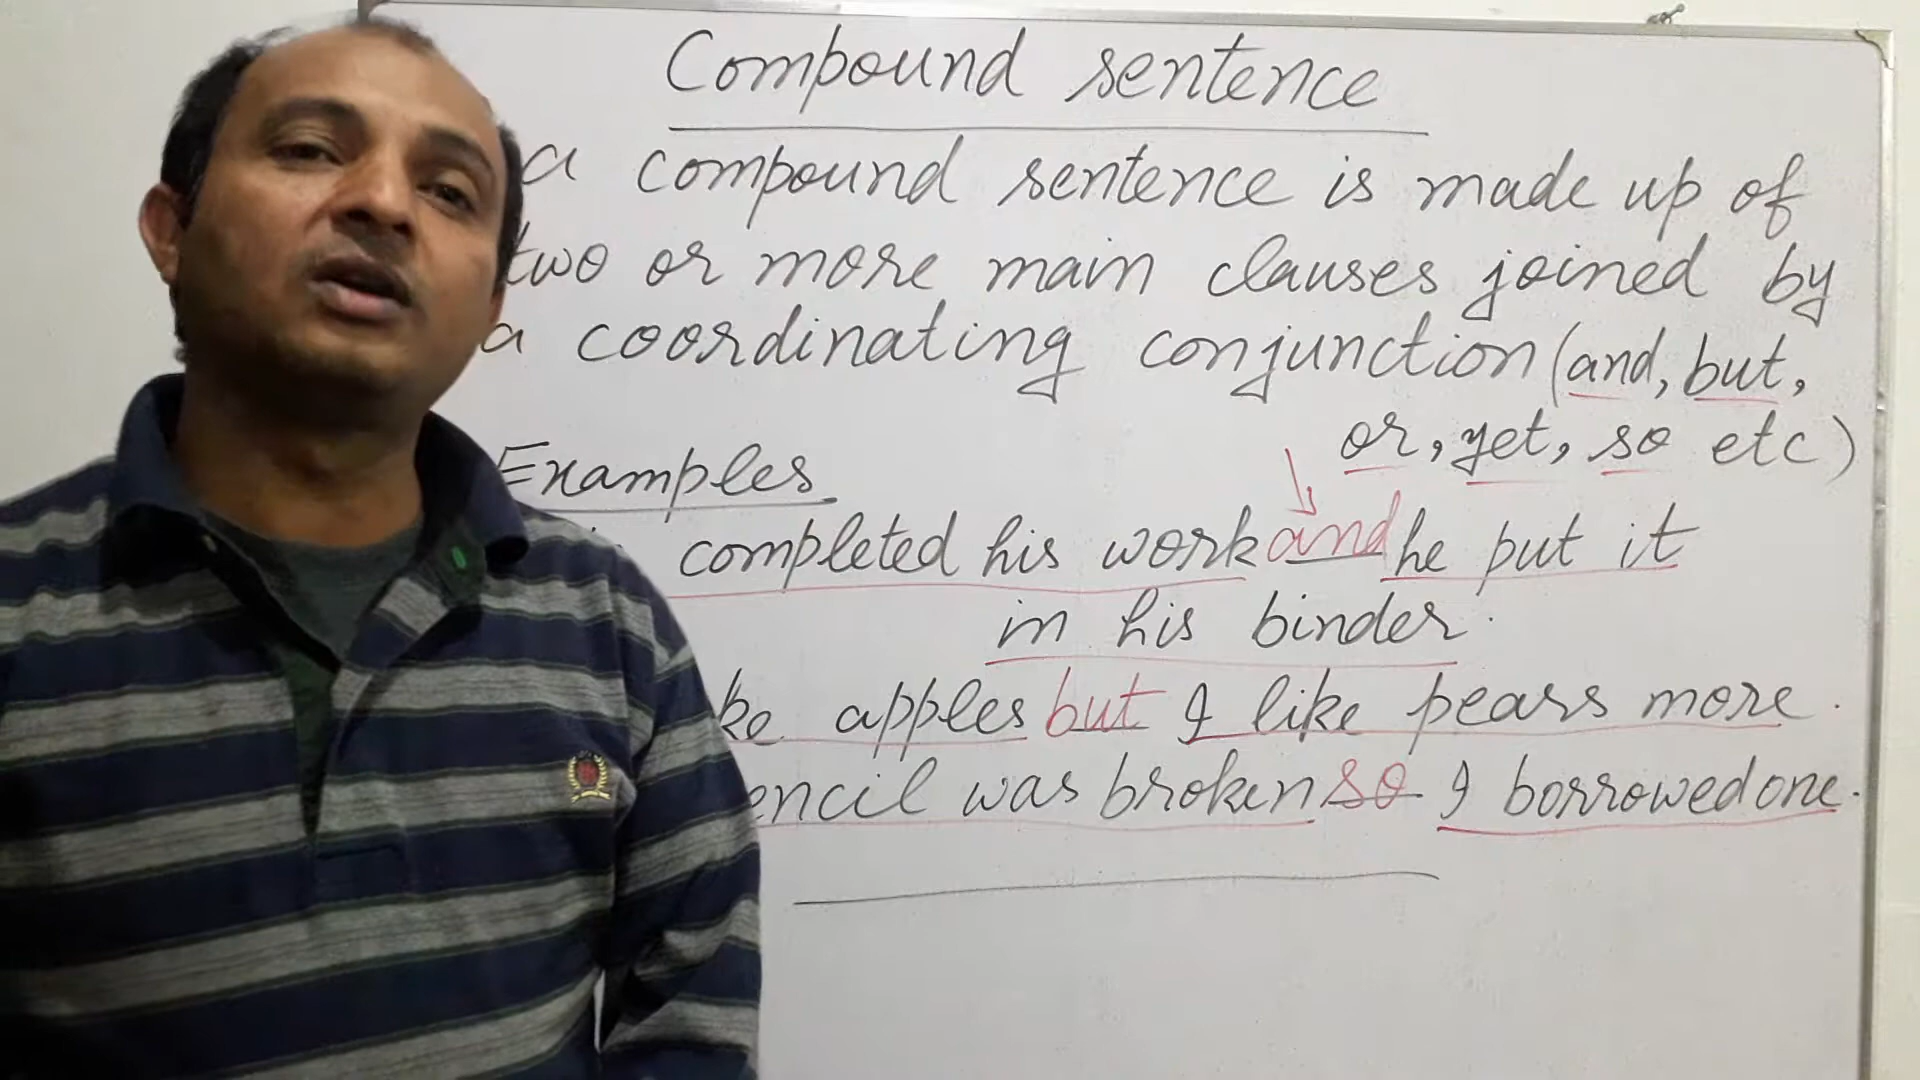 Compound sentence
a compound sentence is made up of
two or more main clauses joined by
a coordinating conjunction (and, but,
or, yet, so etc)
Examples
completed his work and he put it
in his binder.
apples but I like pears more.
was broken so I borrowed one.